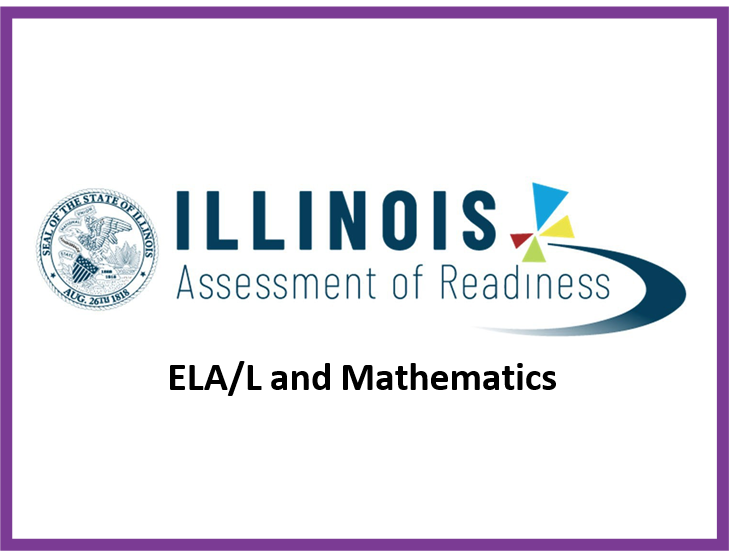 SEAL OF THE STATE OF ILLINOIS
AUG. 26TH 1818
ILLINOIS
Assessment of Readiness
ELA/L and Mathematics